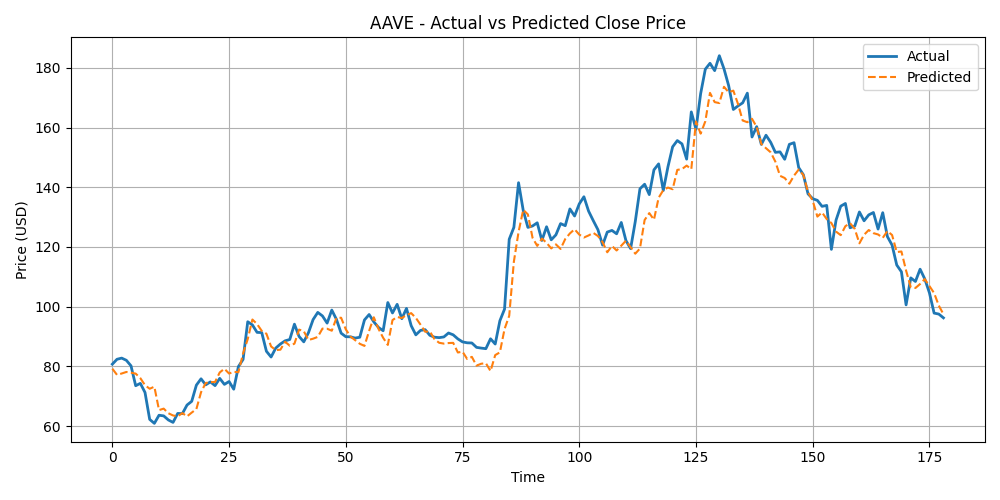 AAVE - Actual vs Predicted Close Price
Actual
Predicted
Price (USD)
180
160
140
120
100
80
60
0 25 50 75 100 125 150 175
Time